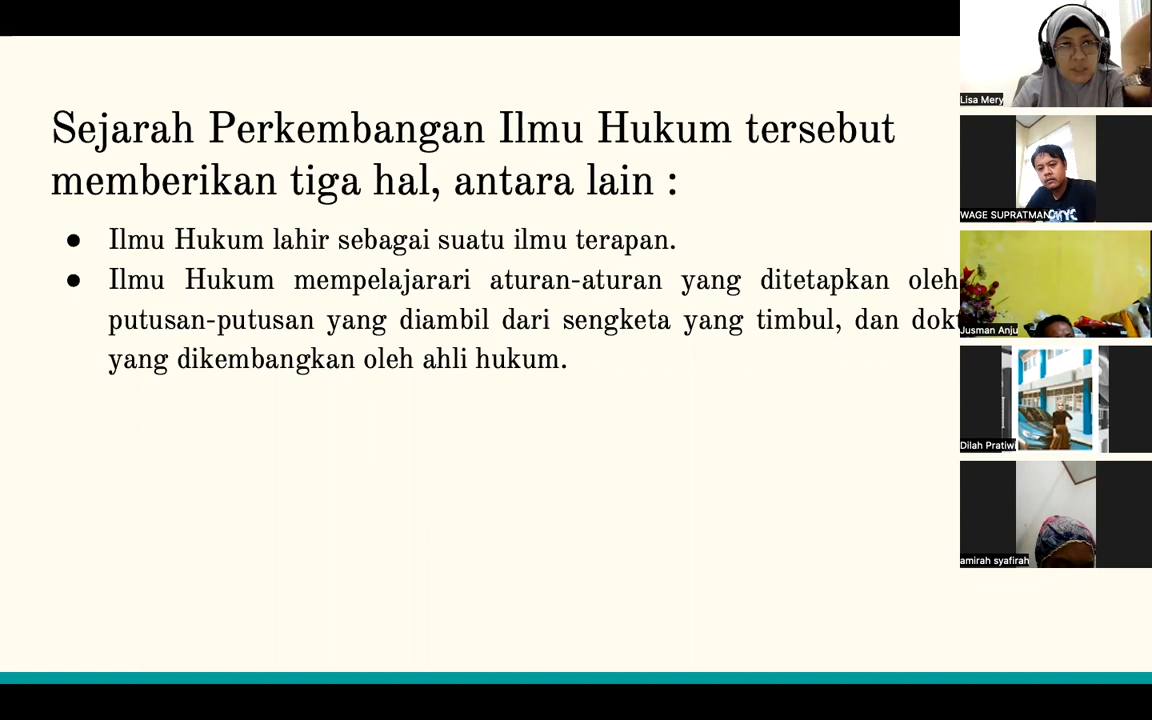 Sejarah Perkembangan Ilmu Hukum tersebut
memberikan tiga hal, antara lain :
● Ilmu Hukum lahir sebagai suatu ilmu terapan.
● Ilmu Hukum mempelajarari aturan-aturan yang ditetapkan oleh
putusan-putusan yang diambil dari sengketa yang timbul, dan
yang dikembangkan oleh ahli hukum.
Lisa Mery
WAGE SUPRATMAN
Jusman Anju
Dilah Pratiwi
amirah syafirah